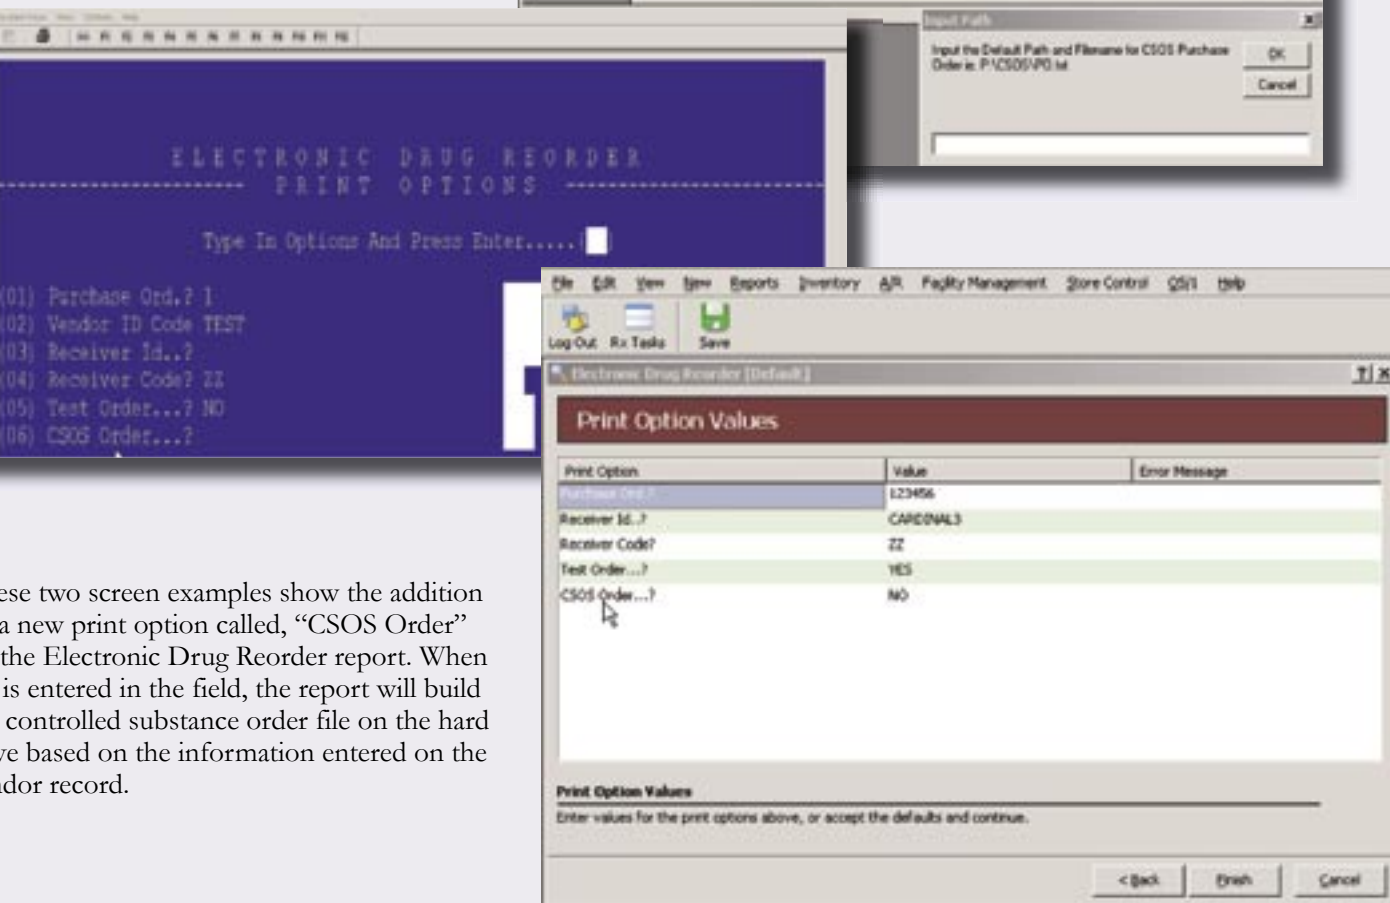 Input Path
Input the Default Path and Filename for CSOS Purchase
Order ie. P:\CSOS\PO.txt
OK
Cancel
ELECTRONIC DRUG REORDER
PRINT OPTIONS
Type In Options And Press Enter.....
(01) Purchase Ord.? 1
(02) Vendor ID Code TEST
(03) Receiver Id..?
(04) Receiver Code? ZZ
(05) Test Order...? NO
(06) CSOS Order...?
File Edit View New Reports Inventory A/R Facility Management Store Control QS/1 Help
Log Out Rx Tasks Save
Electronic Drug Reorder [Default]
Print Option Values
Print Option Value Error Message
Purchase Ord.? 123456
Receiver Id..? CARDINAL3
Receiver Code? ZZ
Test Order...? YES
CSOS Order...? NO
Print Option Values
Enter values for the print options above, or accept the defaults and continue.
< Back Finish Cancel
ese two screen examples show the addition
a new print option called, “CSOS Order”
the Electronic Drug Reorder report. When
is entered in the field, the report will build
controlled substance order file on the hard
ve based on the information entered on the
ndor record.